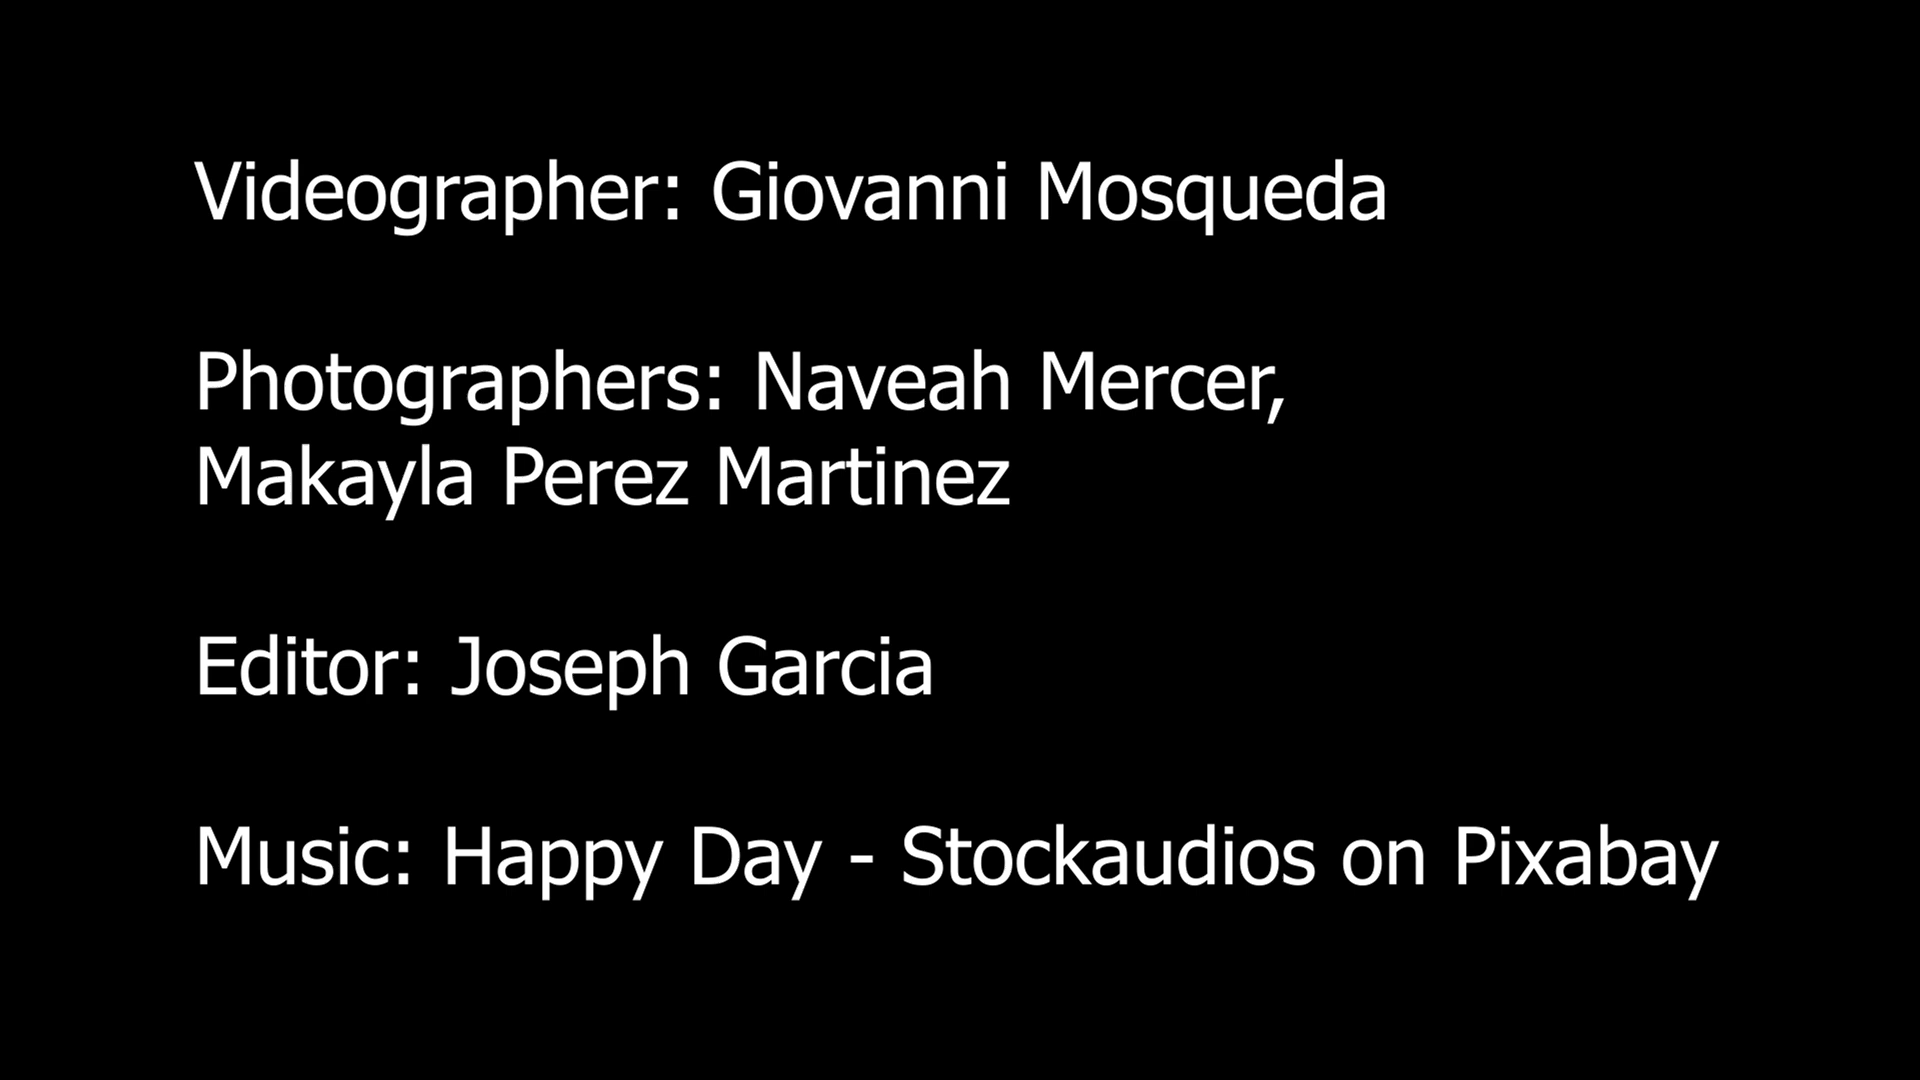 Videographer: Giovanni Mosqueda
Photographers: Naveah Mercer,
Makayla Perez Martinez
Editor: Joseph Garcia
Music: Happy Day - Stockaudios on Pixabay